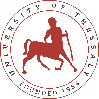 UNIVERSITY OF THESSALY
FOUNDED 1984